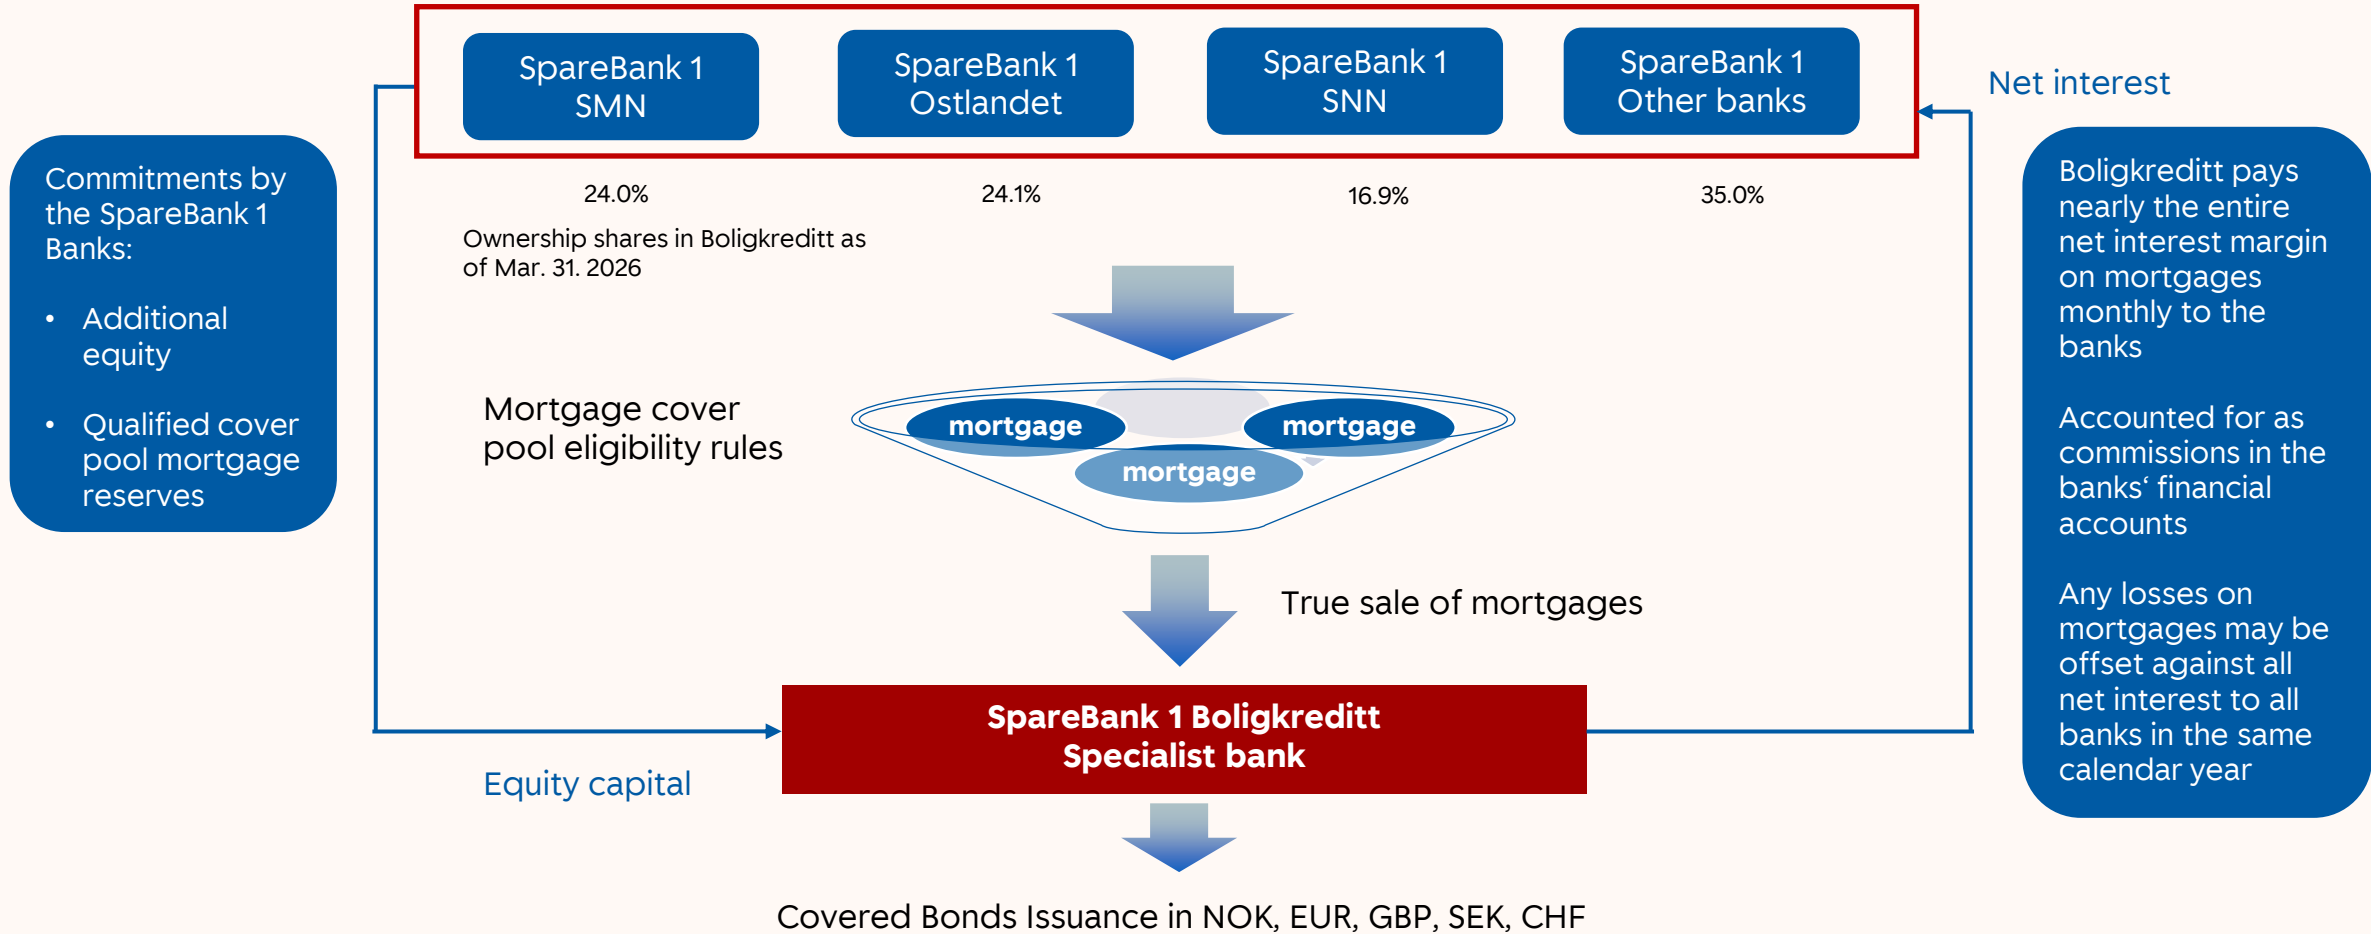 SpareBank 1
SMN
SpareBank 1
Ostlandet
SpareBank 1
SNN
SpareBank 1
Other banks
Net interest
24.0%
24.1%
16.9%
35.0%
Ownership shares in Boligkreditt as
of Mar. 31. 2026
Commitments by
the SpareBank 1
Banks:
• Additional
equity
• Qualified cover
pool mortgage
reserves
Mortgage cover
pool eligibility rules
mortgage
mortgage
mortgage
True sale of mortgages
SpareBank 1 Boligkreditt
Specialist bank
Equity capital
Covered Bonds Issuance in NOK, EUR, GBP, SEK, CHF
Boligkreditt pays
nearly the entire
net interest margin
on mortgages
monthly to the
banks
Accounted for as
commissions in the
banks‘ financial
accounts
Any losses on
mortgages may be
offset against all
net interest to all
banks in the same
calendar year